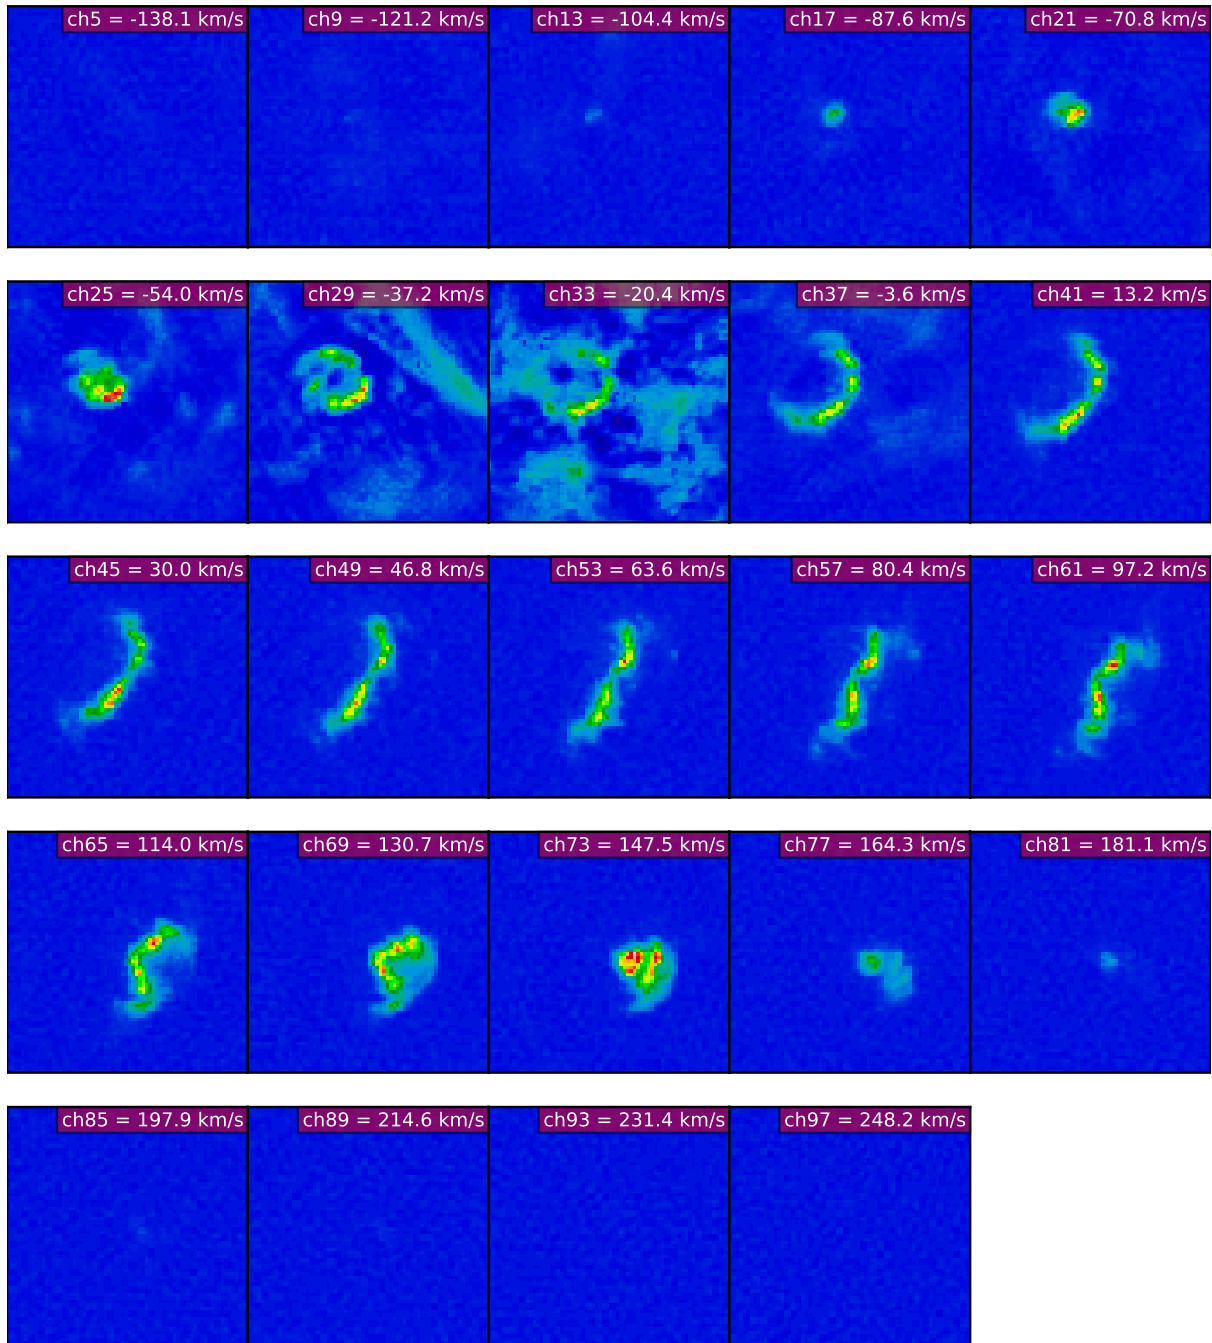 ch5 = -138.1 km/s
ch9 = -121.2 km/s
ch13 = -104.4 km/s
ch17 = -87.6 km/s
ch21 = -70.8 km/s
ch25 = -54.0 km/s
ch29 = -37.2 km/s
ch33 = -20.4 km/s
ch37 = -3.6 km/s
ch41 = 13.2 km/s
ch45 = 30.0 km/s
ch49 = 46.8 km/s
ch53 = 63.6 km/s
ch57 = 80.4 km/s
ch61 = 97.2 km/s
ch65 = 114.0 km/s
ch69 = 130.7 km/s
ch73 = 147.5 km/s
ch77 = 164.3 km/s
ch81 = 181.1 km/s
ch85 = 197.9 km/s
ch89 = 214.6 km/s
ch93 = 231.4 km/s
ch97 = 248.2 km/s